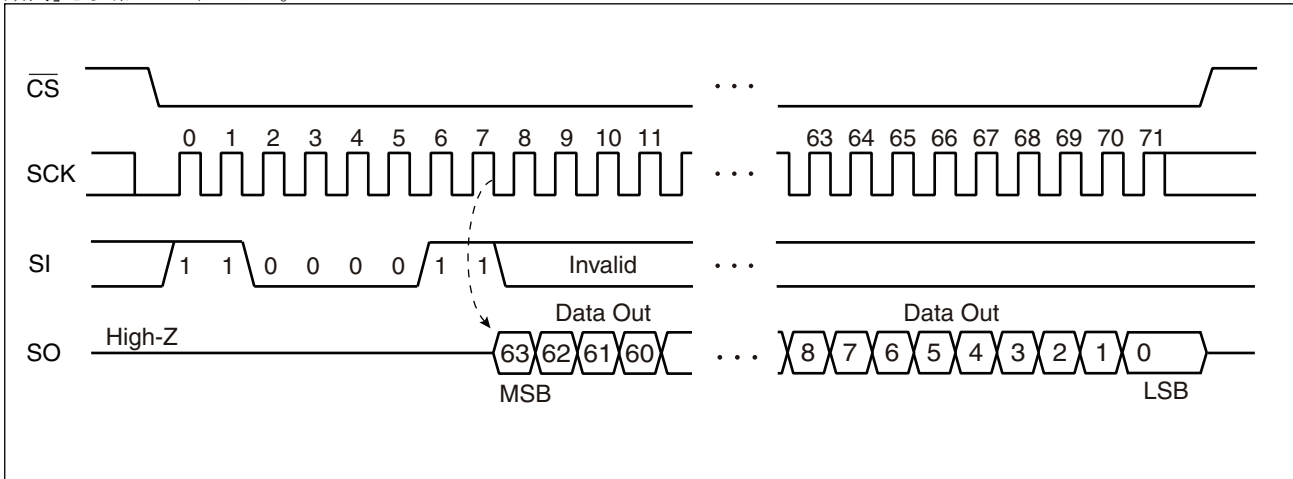 CS
. . .
0 1 2 3 4 5 6 7 8 9 10 11 63 64 65 66 67 68 69 70 71
SCK
. . .
SI
1 1 0 0 0 0 1 1 Invalid
. . .
Data Out Data Out
High-Z
SO
63 62 61 60 . . . 8 7 6 5 4 3 2 1 0
MSB LSB